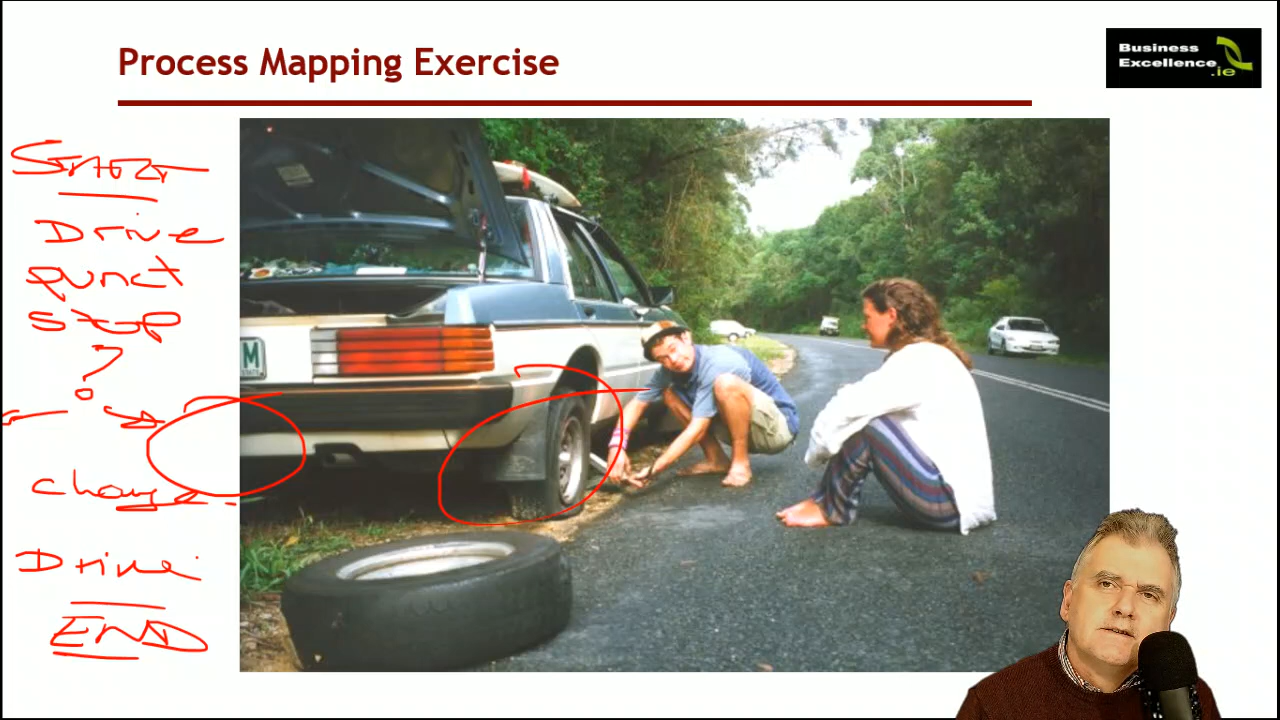 Process Mapping Exercise
Business
Excellence
.ie
START
Drive
punct
stop
?
change
Drive
END
M